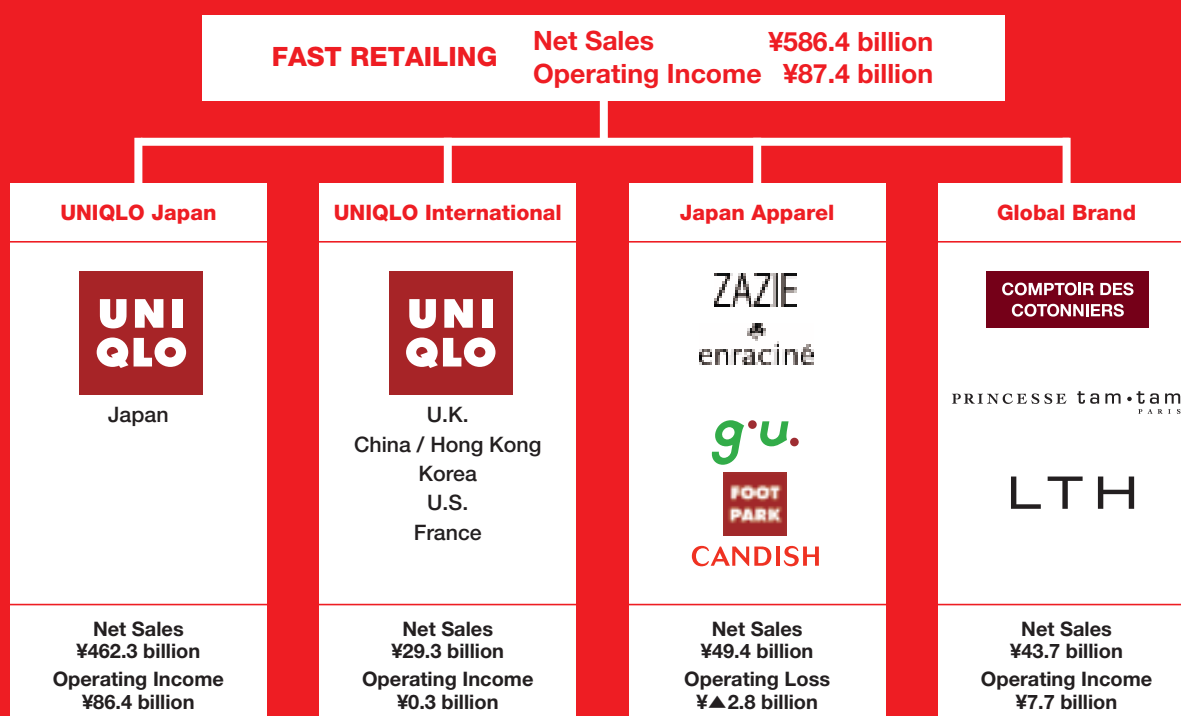 FAST RETAILING
Net Sales ¥586.4 billion
Operating Income ¥87.4 billion
UNIQLO Japan
UNI
QLO
Japan
Net Sales
¥462.3 billion
Operating Income
¥86.4 billion
UNIQLO International
UNI
QLO
U.K.
China / Hong Kong
Korea
U.S.
France
Net Sales
¥29.3 billion
Operating Income
¥0.3 billion
Japan Apparel
ZAZIE
enraciné
g.u.
FOOT
PARK
CANDISH
Net Sales
¥49.4 billion
Operating Loss
¥▲2.8 billion
Global Brand
COMPTOIR DES
COTONNIERS
PRINCESSE tam•tam
PARIS
LTH
Net Sales
¥43.7 billion
Operating Income
¥7.7 billion